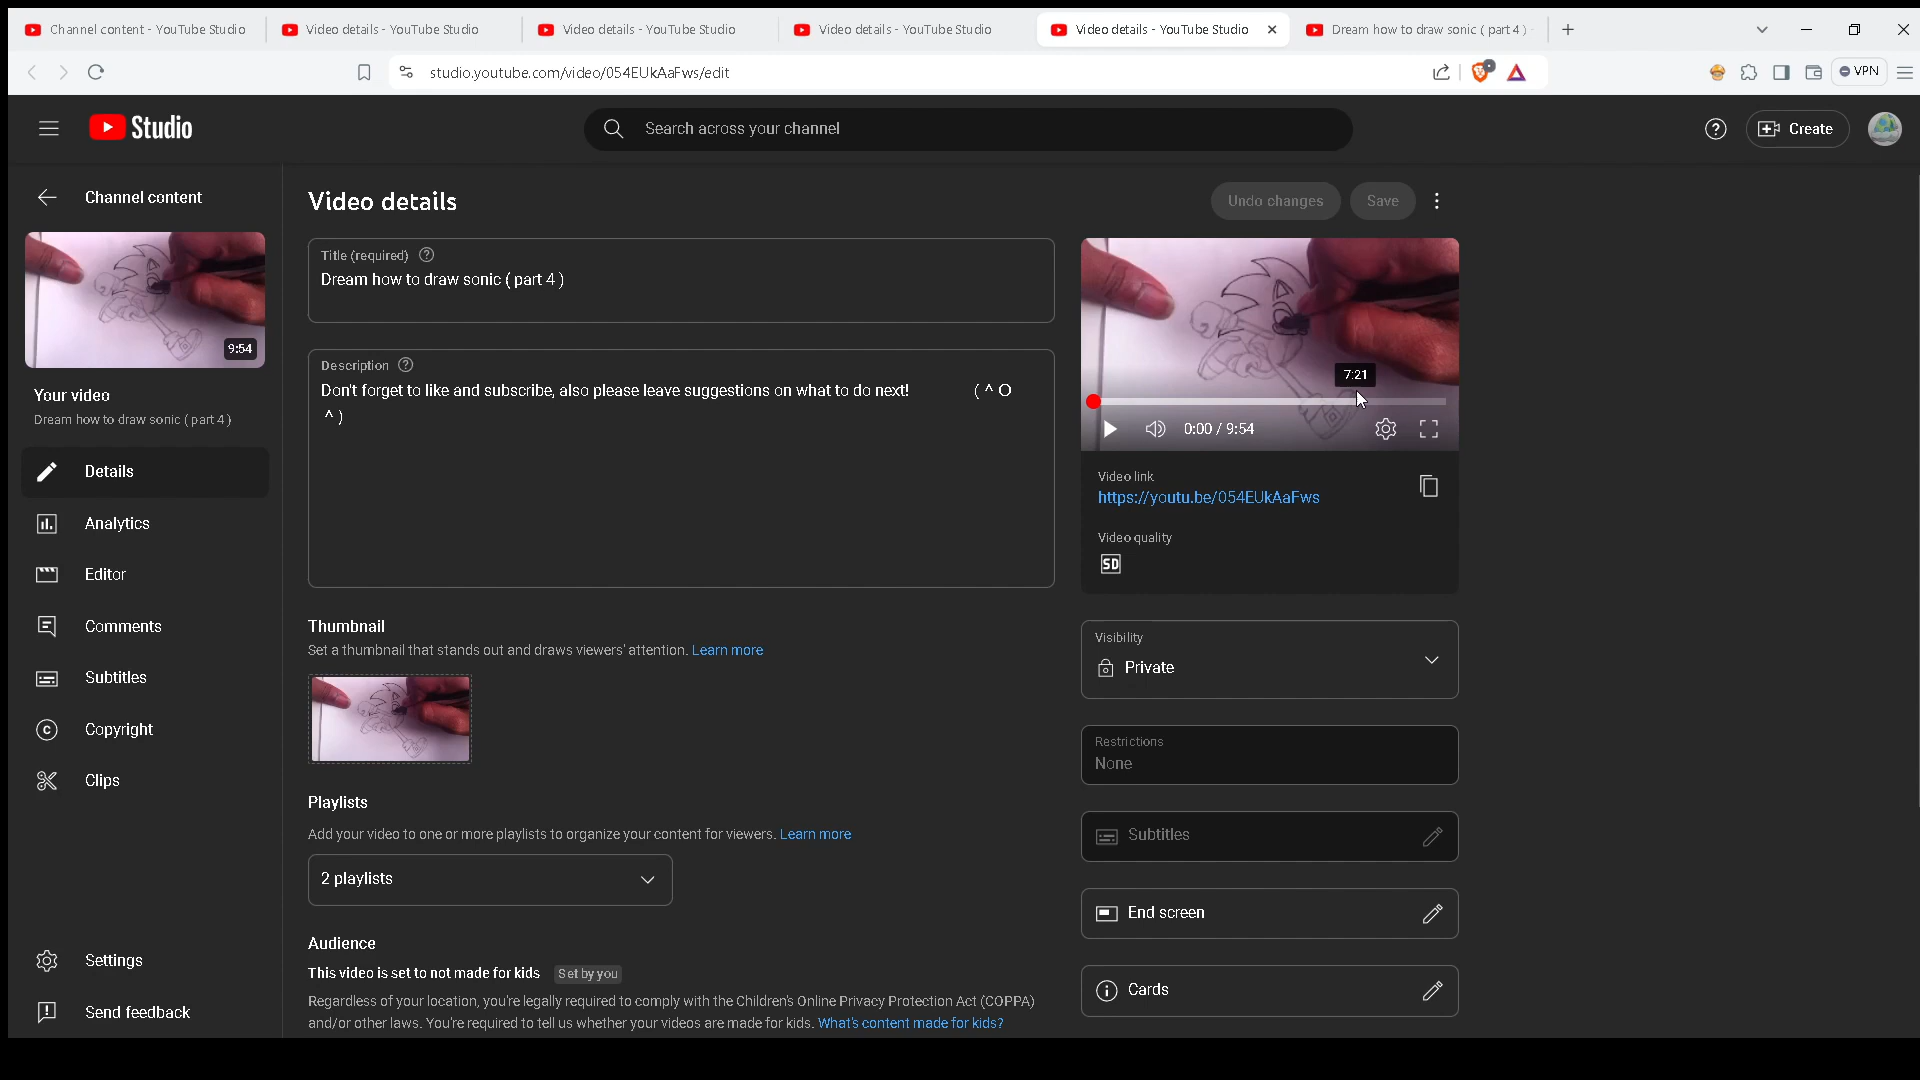 Channel content - YouTube Studio
Video details - YouTube Studio
Video details - YouTube Studio
Video details - YouTube Studio
Video details - YouTube Studio
Dream how to draw sonic ( part 4 ) -
studio.youtube.com/video/054EUkAaFws/edit
VPN
Studio
Search across your channel
Create
Channel content
Video details
Undo changes
Save
9:54
Your video
Dream how to draw sonic ( part 4 )
Details
Analytics
Editor
Comments
Subtitles
Copyright
Clips
Settings
Send feedback
Title (required)
Dream how to draw sonic ( part 4 )
Description
Don't forget to like and subscribe, also please leave suggestions on what to do next! ( ^ O
^ )
Thumbnail
Set a thumbnail that stands out and draws viewers' attention. Learn more
Playlists
Add your video to one or more playlists to organize your content for viewers. Learn more
2 playlists
Audience
This video is set to not made for kids Set by you
Regardless of your location, you're legally required to comply with the Children's Online Privacy Protection Act (COPPA)
and/or other laws. You're required to tell us whether your videos are made for kids. What's content made for kids?
7:21
0:00 / 9:54
Video link
https://youtu.be/054EUkAaFws
Video quality
SD
Visibility
Private
Restrictions
None
Subtitles
End screen
Cards